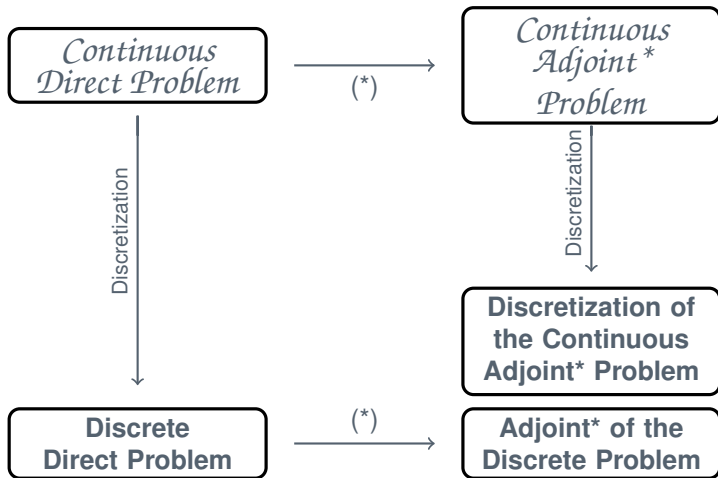 Continuous
Direct Problem
(*)
Continuous
Adjoint*
Problem
Discretization
Discretization
Discretization of
the Continuous
Adjoint* Problem
Discrete
Direct Problem
(*)
Adjoint* of the
Discrete Problem